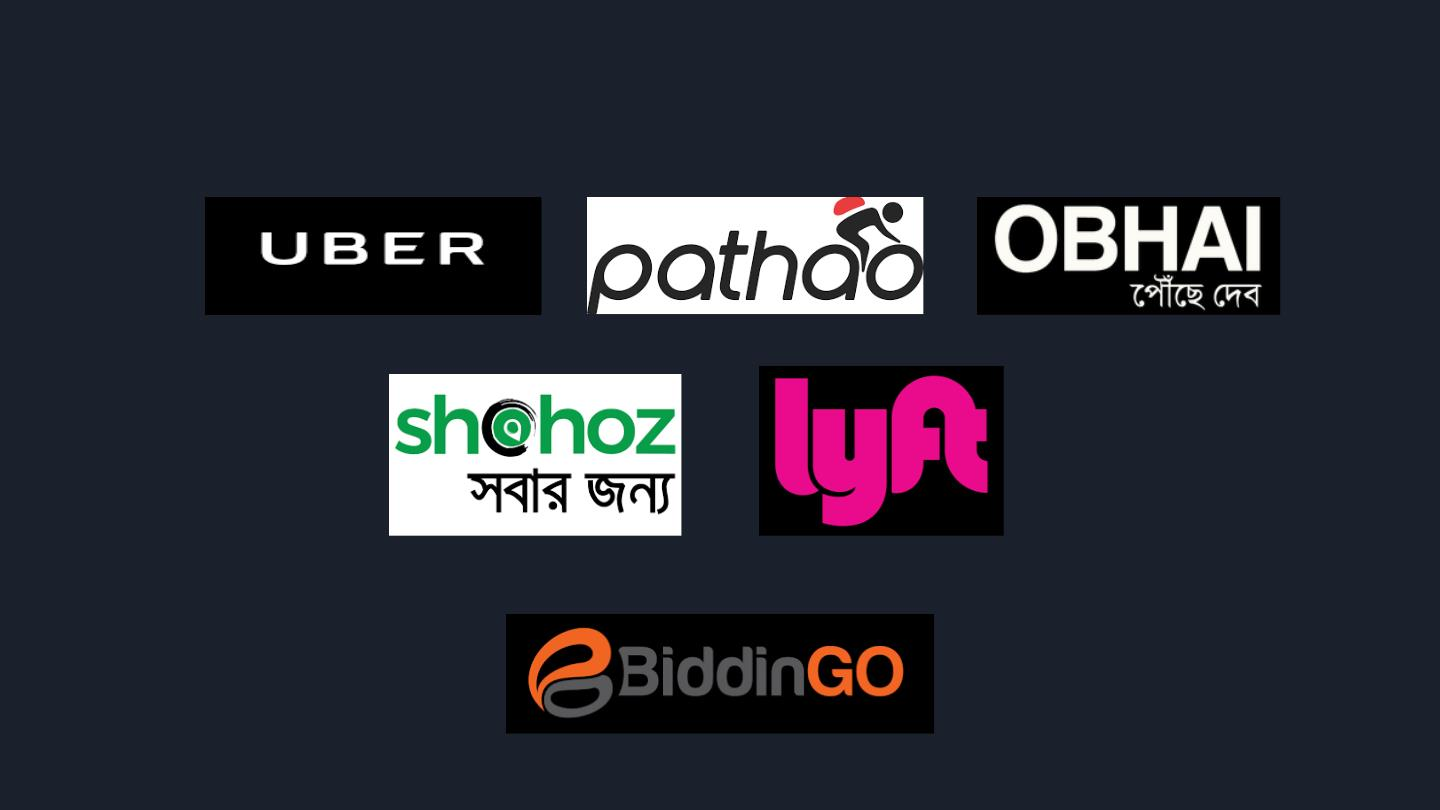 UBER
pathao
OBHAI
পৌঁছে দেব
shohoz
সবার জন্য
lyft
BiddinGO